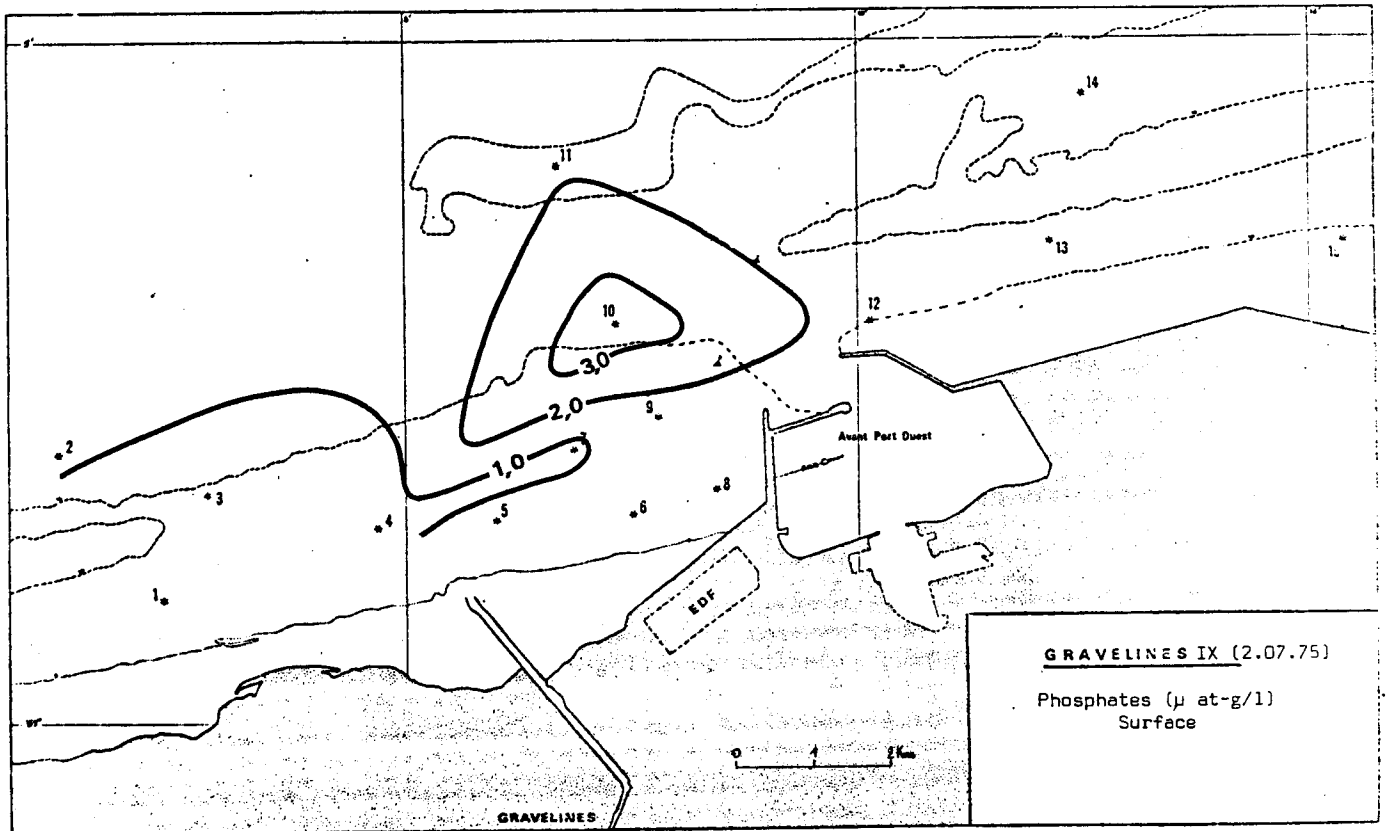 14
11
13
12
10
3,0
2,0
9
2
1,0
Avant Port Ouest
8
3
4
5
6
1
EDF
GRAVELINES IX (2.07.75)
Phosphates (µ at-g/l)
Surface
0 1 2 Km
GRAVELINES